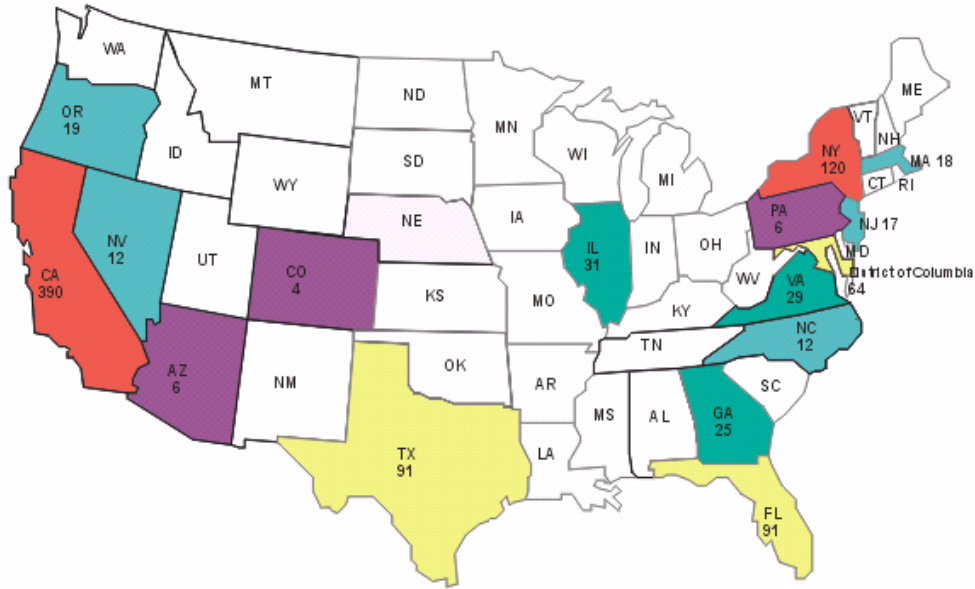 WA
MT
ND
MN
ME
VT
NH
OR
19
ID
SD
WI
MI
NY
120
MA 18
CT
RI
WY
NE
IA
PA
6
NJ 17
NV
12
UT
CO
4
IL
31
IN
OH
MD
District of Columbia
64
CA
390
KS
MO
WV
VA
29
KY
NC
12
AZ
6
NM
OK
AR
TN
SC
MS
AL
GA
25
TX
91
LA
FL
91